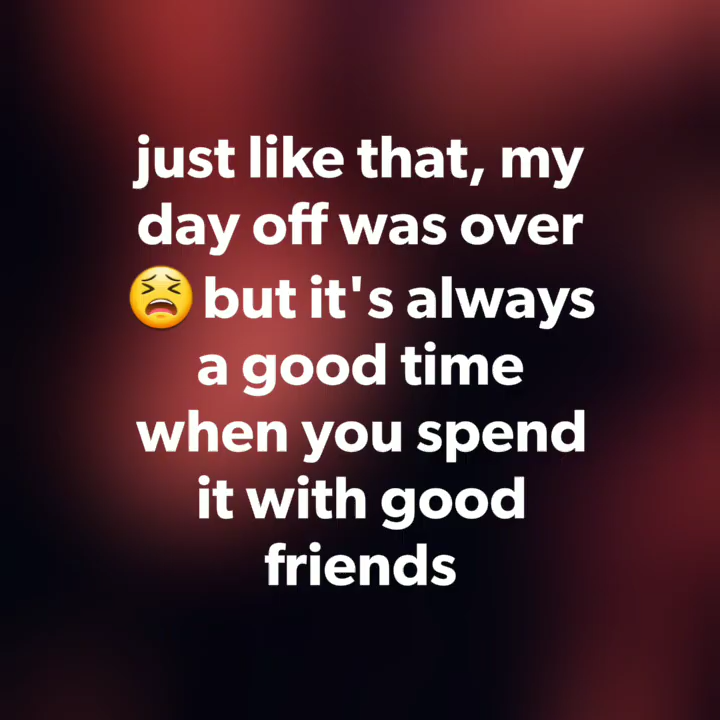 just like that, my
day off was over
😫 but it's always
a good time
when you spend
it with good
friends